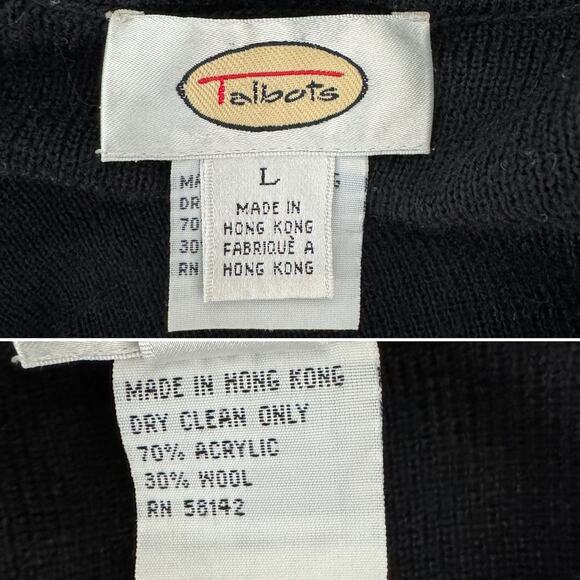 Talbots
L
MADE IN
HONG KONG
FABRIQUÈ A
HONG KONG
MADE IN HONG KONG
DRY CLEAN ONLY
70% ACRYLIC
30% WOOL
RN 58142